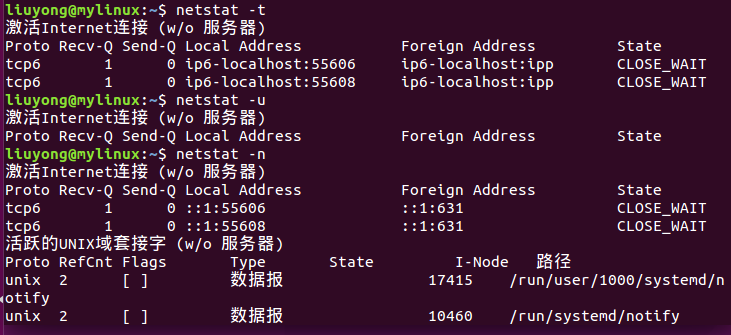 liuyong@mylinux:~$ netstat -t
激活Internet连接 (w/o 服务器)
Proto Recv-Q Send-Q Local Address           Foreign Address         State
tcp6       1      0 ip6-localhost:55606     ip6-localhost:ipp       CLOSE_WAIT
tcp6       1      0 ip6-localhost:55608     ip6-localhost:ipp       CLOSE_WAIT
liuyong@mylinux:~$ netstat -u
激活Internet连接 (w/o 服务器)
Proto Recv-Q Send-Q Local Address           Foreign Address         State
liuyong@mylinux:~$ netstat -n
激活Internet连接 (w/o 服务器)
Proto Recv-Q Send-Q Local Address           Foreign Address         State
tcp6       1      0 ::1:55606               ::1:631                 CLOSE_WAIT
tcp6       1      0 ::1:55608               ::1:631                 CLOSE_WAIT
活跃的UNIX域套接字 (w/o 服务器)
Proto RefCnt Flags       Type       State         I-Node   路径
unix  2      [ ]         数据报                17415    /run/user/1000/systemd/n
otify
unix  2      [ ]         数据报                10460    /run/systemd/notify